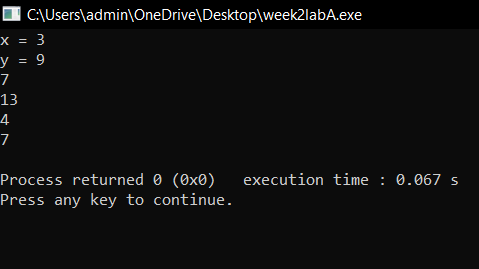 C:\Users\admin\OneDrive\Desktop\week2labA.exe
x = 3
y = 9
7
13
4
7
Process returned 0 (0x0)   execution time : 0.067 s
Press any key to continue.